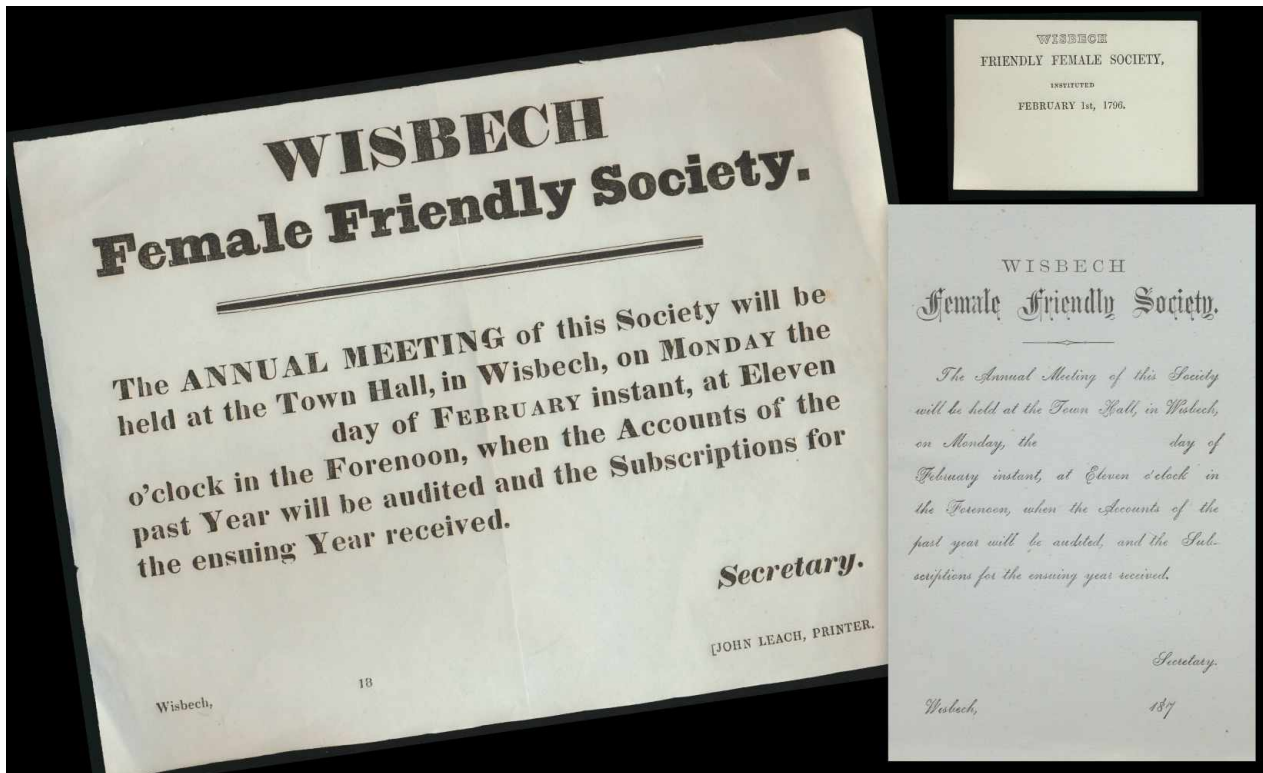 WISBECH
Female Friendly Society.
The ANNUAL MEETING of this Society will be
held at the Town Hall, in Wisbech, on MONDAY the
day of FEBRUARY instant, at Eleven
o'clock in the Forenoon, when the Accounts of the
past Year will be audited and the Subscriptions for
the ensuing Year received.
Secretary.
[JOHN LEACH, PRINTER.
Wisbech, 18
WISBECH
FRIENDLY FEMALE SOCIETY,
INSTITUTED
FEBRUARY 1st, 1796.
WISBECH
Female Friendly Society.
The Annual Meeting of this Society
will be held at the Town Hall, in Wisbech,
on Monday, the day of
February instant, at Eleven o'clock in
the Forenoon, when the Accounts of the
past year will be audited, and the Sub-
scriptions for the ensuing year received.
Secretary.
Wisbech, 187